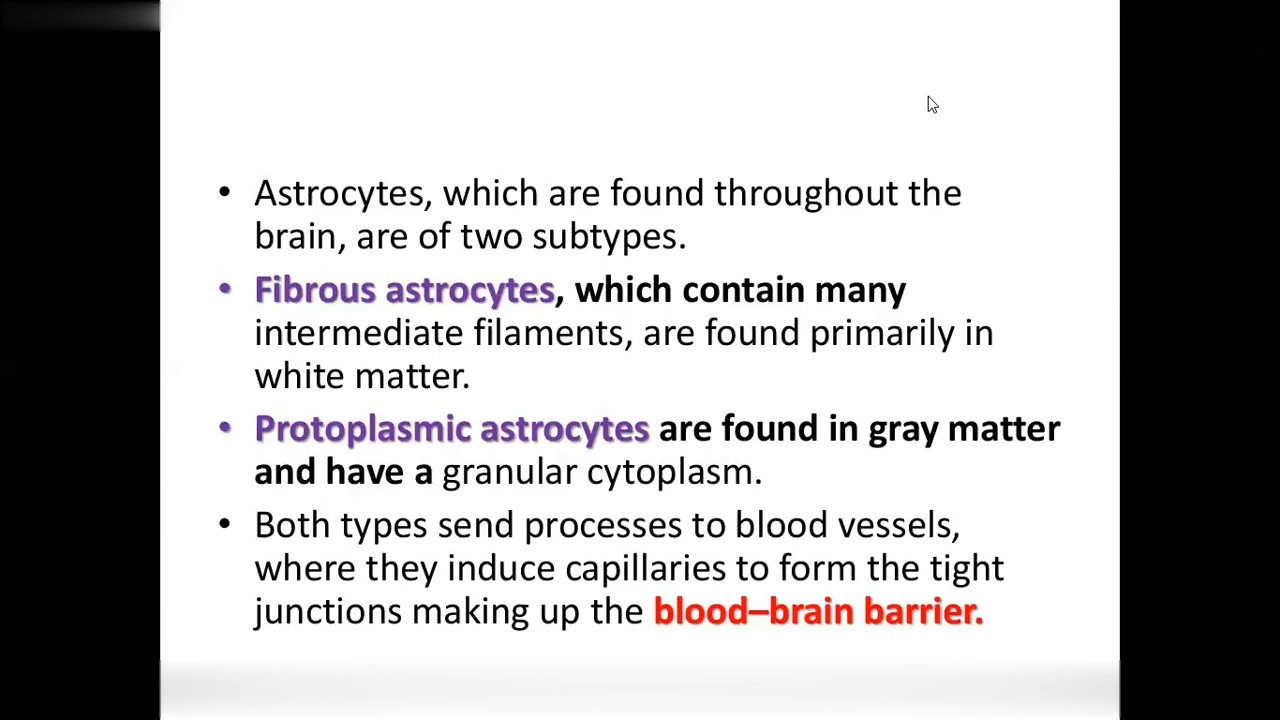 • Astrocytes, which are found throughout the
brain, are of two subtypes.
• Fibrous astrocytes, which contain many
intermediate filaments, are found primarily in
white matter.
• Protoplasmic astrocytes are found in gray matter
and have a granular cytoplasm.
• Both types send processes to blood vessels,
where they induce capillaries to form the tight
junctions making up the blood–brain barrier.